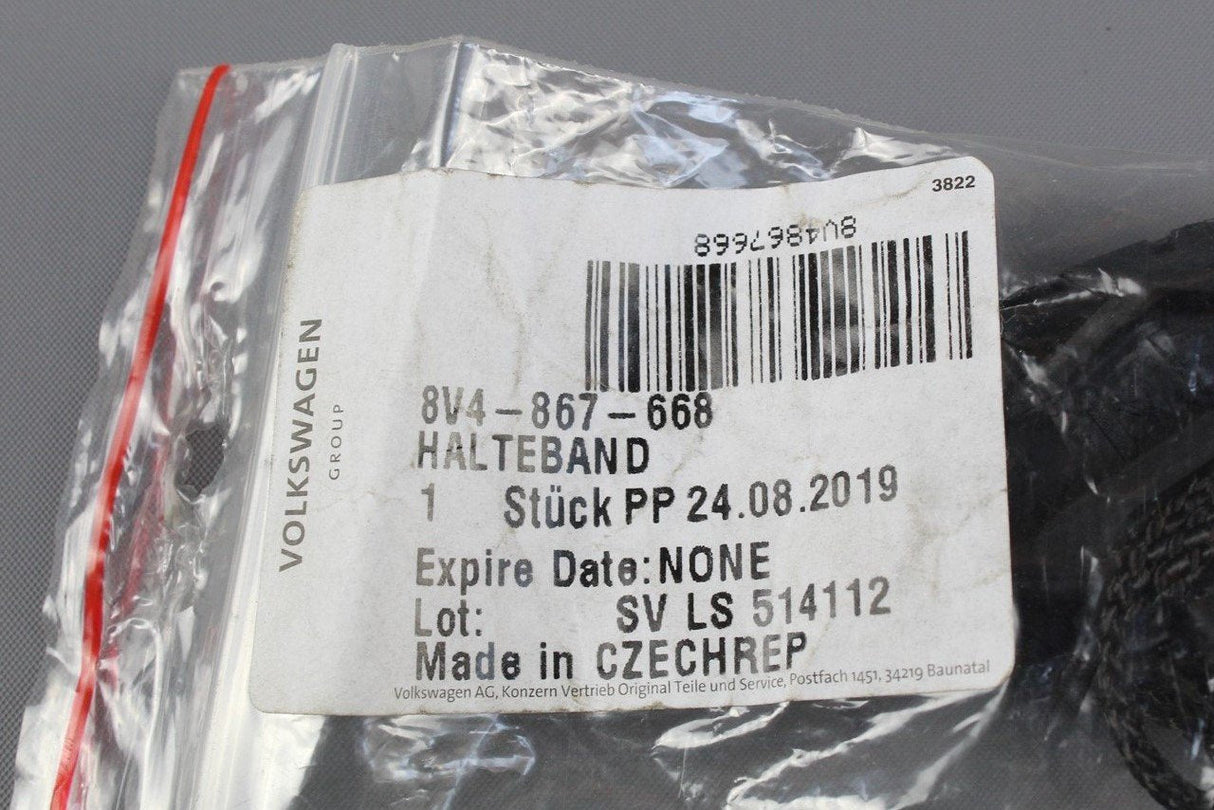 3822
8V4867668
VOLKSWAGEN
GROUP
8V4-867-668
HALTEBAND
1 Stück PP 24.08.2019
Expire Date:NONE
Lot: SV LS 514112
Made in CZECHREP
Volkswagen AG, Konzern Vertrieb Original Teile und Service, Postfach 1451, 34219 Baunatal